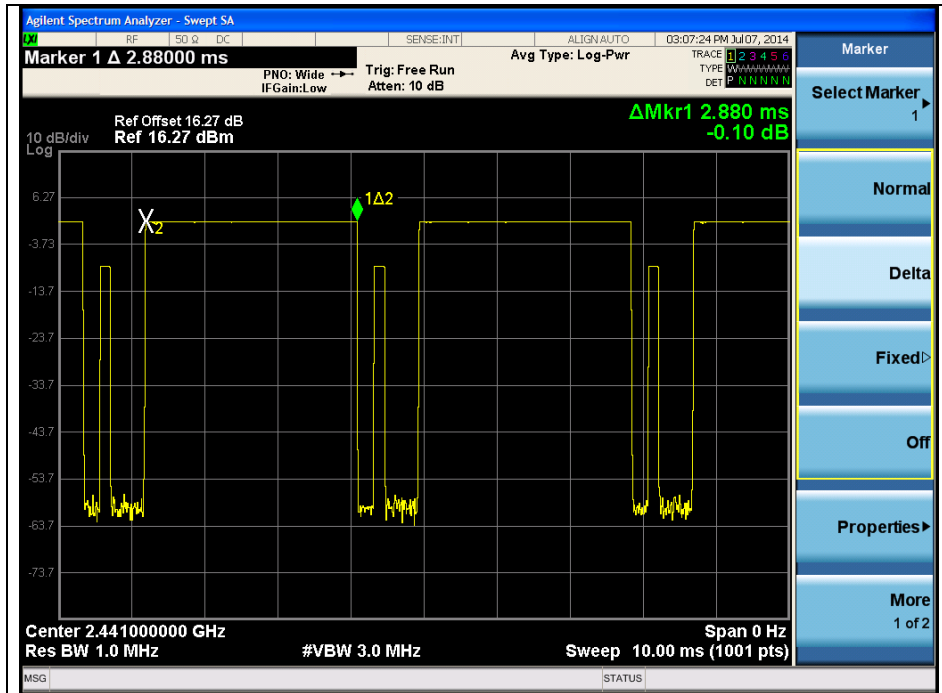 Agilent Spectrum Analyzer - Swept SA
LXI RF 50 Ω DC SENSE:INT ALIGN AUTO 03:07:24 PM Jul 07, 2014
Marker 1 Δ 2.88000 ms
PNO: Wide
IFGain:Low
Trig: Free Run
Atten: 10 dB
Avg Type: Log-Pwr
TRACE 1 2 3 4 5 6
TYPE W
DET P N N N N N
ΔMkr1 2.880 ms
-0.10 dB
Ref Offset 16.27 dB
10 dB/div Ref 16.27 dBm
Log
6.27
-3.73
-13.7
-23.7
-33.7
-43.7
-53.7
-63.7
-73.7
X2
1Δ2
Center 2.441000000 GHz Span 0 Hz
Res BW 1.0 MHz #VBW 3.0 MHz Sweep 10.00 ms (1001 pts)
MSG STATUS
Marker
Select Marker
1
Normal
Delta
Fixed
Off
Properties
More
1 of 2